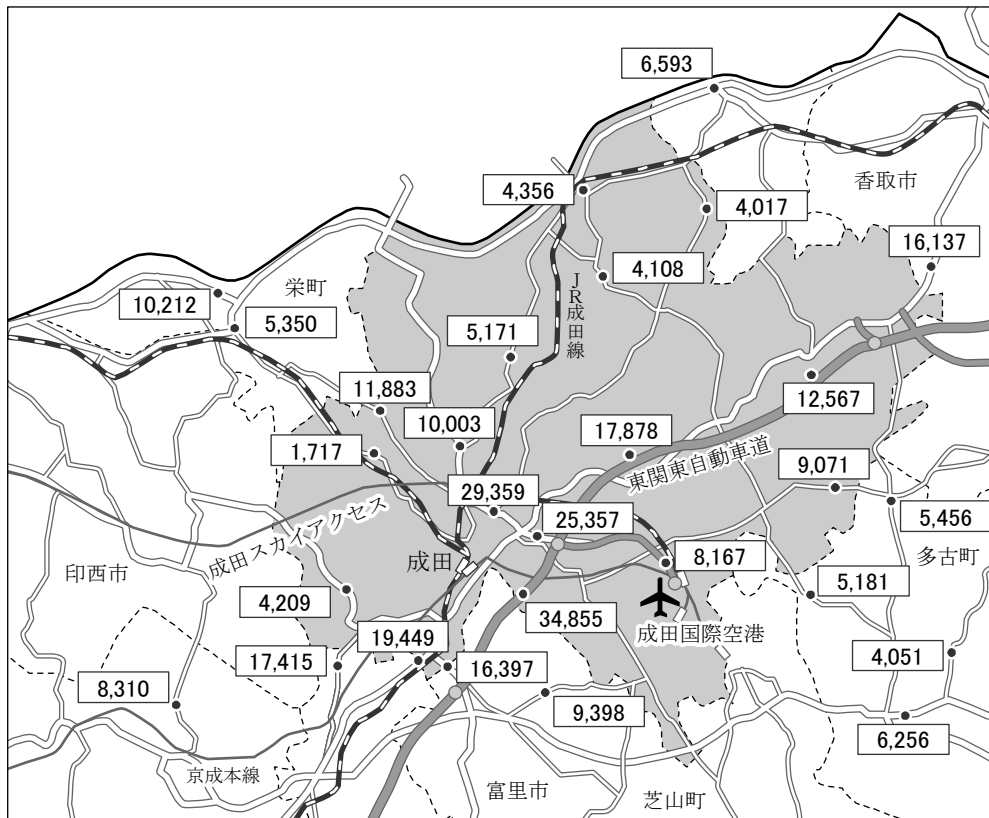 6,593
香取市
4,356
4,017
16,137
4,108
栄町
10,212
5,350
JR成田線
5,171
11,883
12,567
10,003
17,878
1,717
東関東自動車道
9,071
29,359
成田スカイアクセス
25,357
5,456
成田
8,167
多古町
印西市
5,181
4,209
34,855
成田国際空港
19,449
17,415
16,397
4,051
8,310
9,398
6,256
京成本線
富里市
芝山町